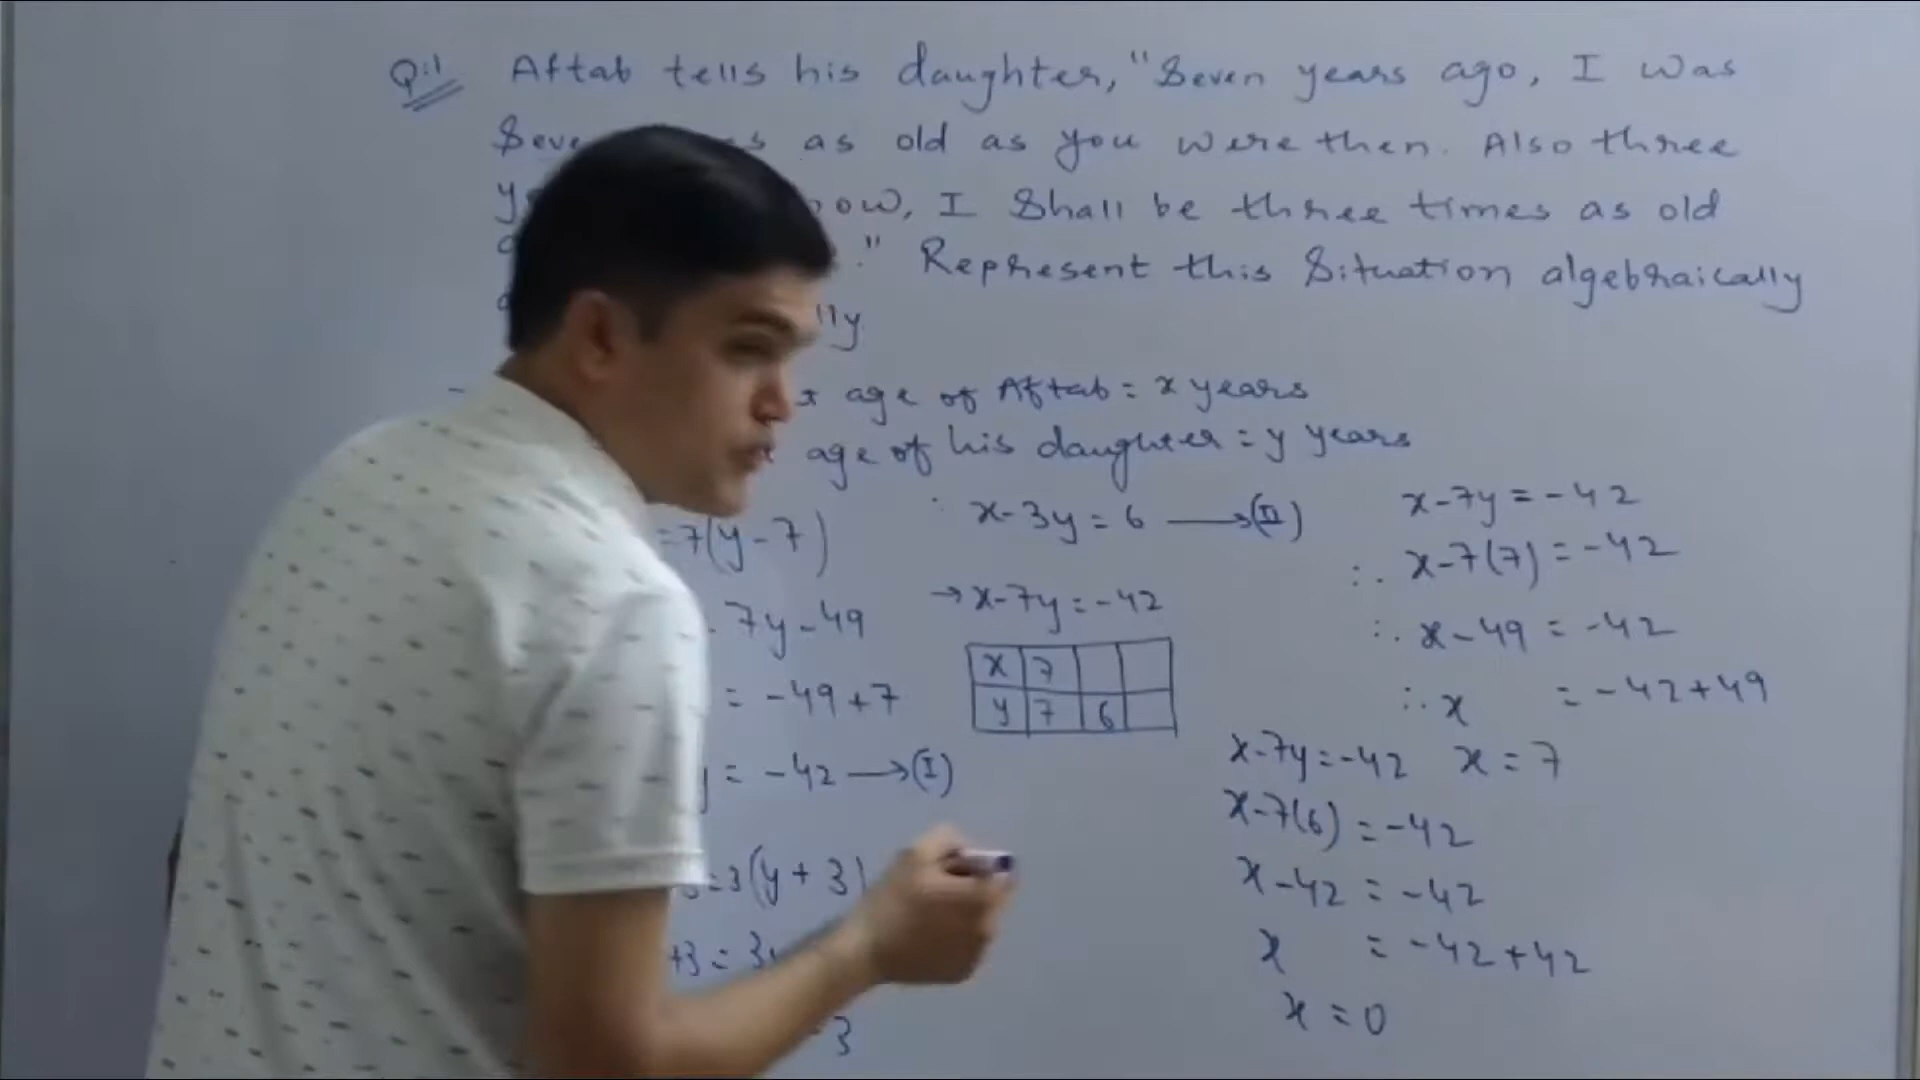 Q:1 Aftab tells his daughter, "Seven years ago, I was
as old as you were then. Also three
now, I Shall be three times as old
" Represent this Situation algebraically
age of Aftab = x years
age of his daughter = y years
=7(y-7)
7y-49
= -49+7
y = -42 →(I)
3=3(y+3)
+3=3y
3
x-3y=6 →(II)
→x-7y=-42
x 7
y 7 6
x-7y=-42
∴ x-7(7)=-42
∴ x-49=-42
∴ x =-42+49
x=7
x-7y=-42
x-7(6)=-42
x-42=-42
x =-42+42
x=0